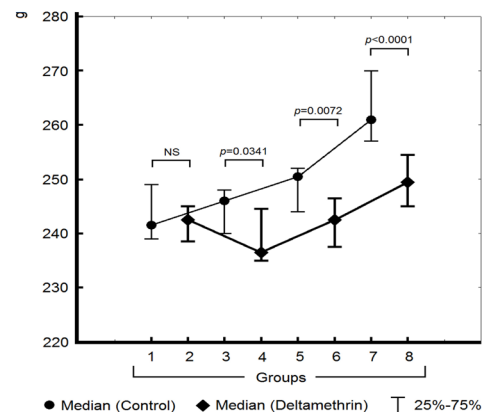 g
280
p<0.0001
270
p=0.0072
260
NS
p=0.0341
250
240
230
220
1 2 3 4 5 6 7 8
Groups
Median (Control) Median (Deltamethrin) 25%-75%